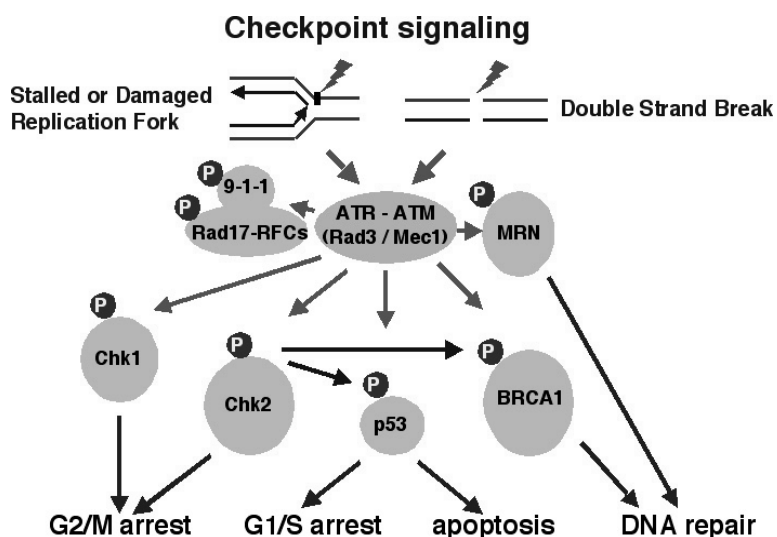 Checkpoint signaling
Stalled or Damaged
Replication Fork
Double Strand Break
P
9-1-1
P
Rad17-RFCs
ATR - ATM
(Rad3 / Mec1)
P
MRN
P
Chk1
P
Chk2
P
p53
P
BRCA1
G2/M arrest
G1/S arrest
apoptosis
DNA repair